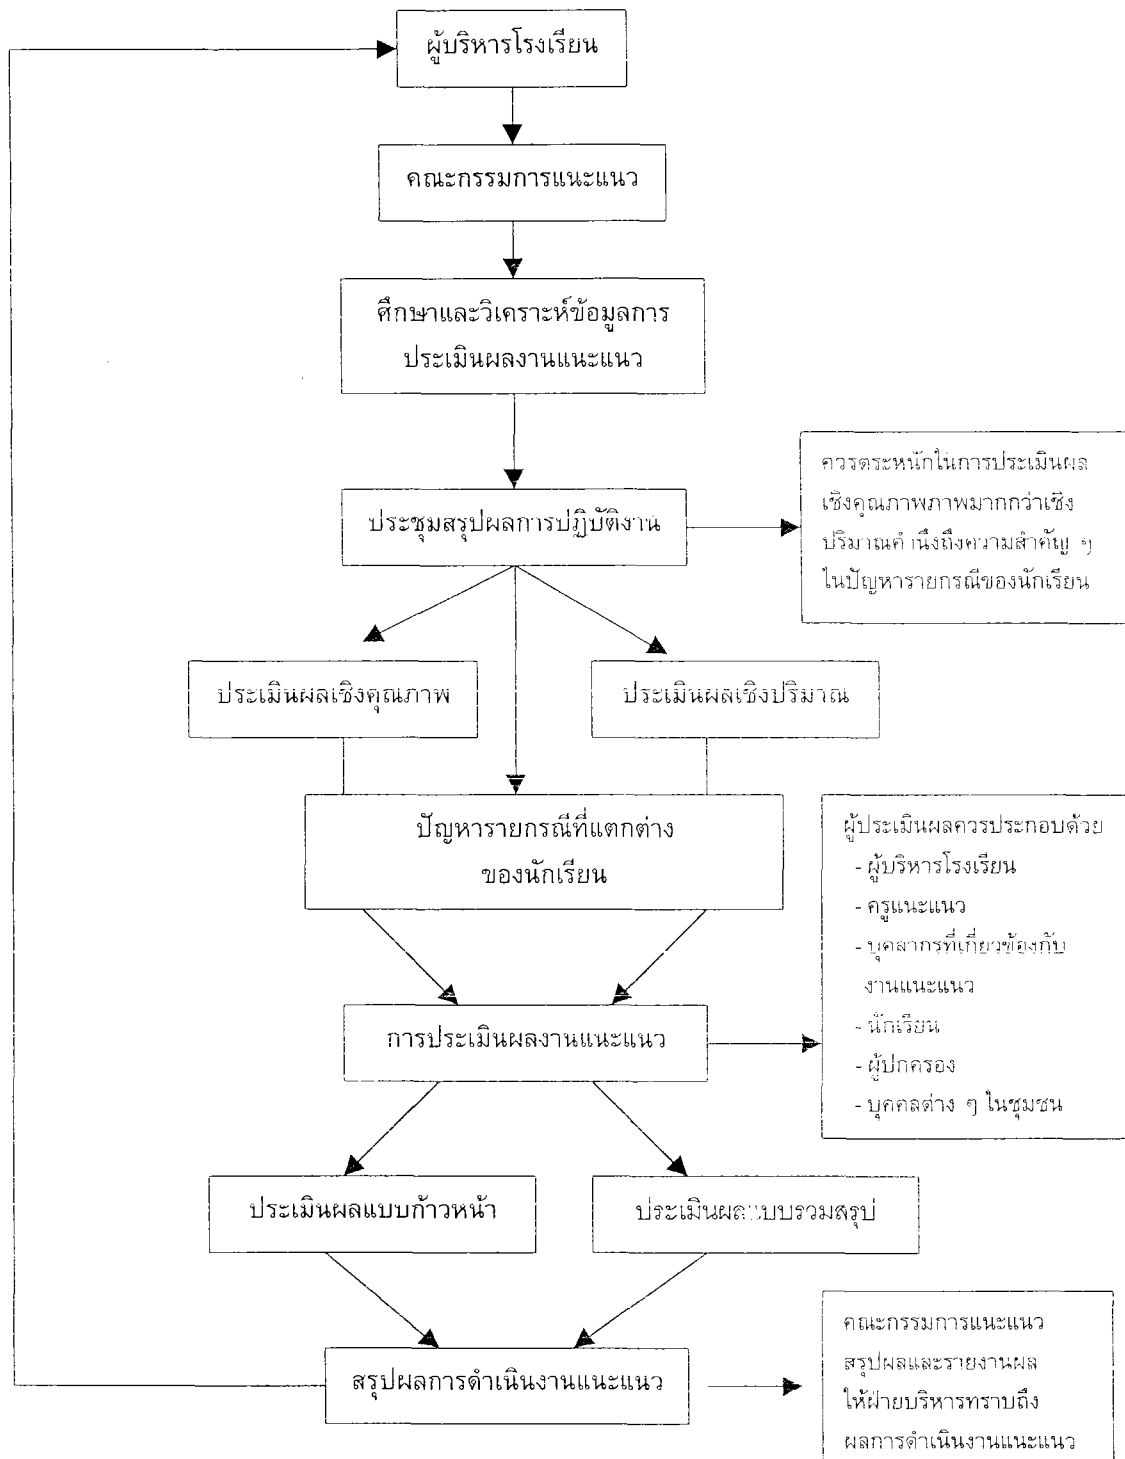 ผู้บริหารโรงเรียน
คณะกรรมการแนะแนว
ศึกษาและวิเคราะห์ข้อมูลการ
ประเมินผลงานแนะแนว
ประชุมสรุปผลการปฏิบัติงาน
ควรตระหนักในการประเมินผล
เชิงคุณภาพภาพมากกว่าเชิง
ปริมาณคำนึงถึงความสำคัญ ๆ
ในปัญหารายกรณีของนักเรียน
ประเมินผลเชิงคุณภาพ
ประเมินผลเชิงปริมาณ
ปัญหารายกรณีที่แตกต่าง
ของนักเรียน
ผู้ประเมินผลควรประกอบด้วย
- ผู้บริหารโรงเรียน
- ครูแนะแนว
- บุคลากรที่เกี่ยวข้องกับ
งานแนะแนว
- นักเรียน
- ผู้ปกครอง
- บุคคลต่าง ๆ ในชุมชน
การประเมินผลงานแนะแนว
ประเมินผลแบบก้าวหน้า
ประเมินผลแบบรวมสรุป
สรุปผลการดำเนินงานแนะแนว
คณะกรรมการแนะแนว
สรุปผลและรายงานผล
ให้ฝ่ายบริหารทราบถึง
ผลการดำเนินงานแนะแนว